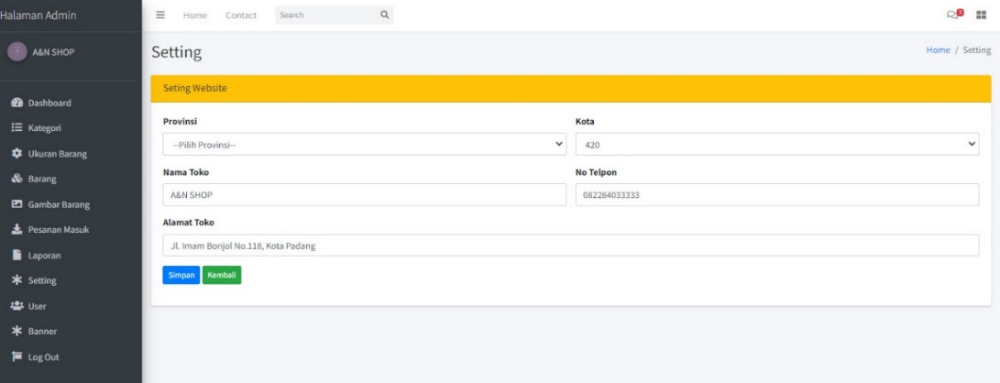 Halaman Admin
Home Contact Search
3
A&N SHOP
Dashboard
Kategori
Ukuran Barang
Barang
Gambar Barang
Pesanan Masuk
Laporan
Setting
User
Banner
Log Out
Setting
Home / Setting
Seting Website
Provinsi Kota
--Pilih Provinsi-- 420
Nama Toko No Telpon
A&N SHOP 082284033333
Alamat Toko
Jl. Imam Bonjol No.118, Kota Padang
Simpan Kembali